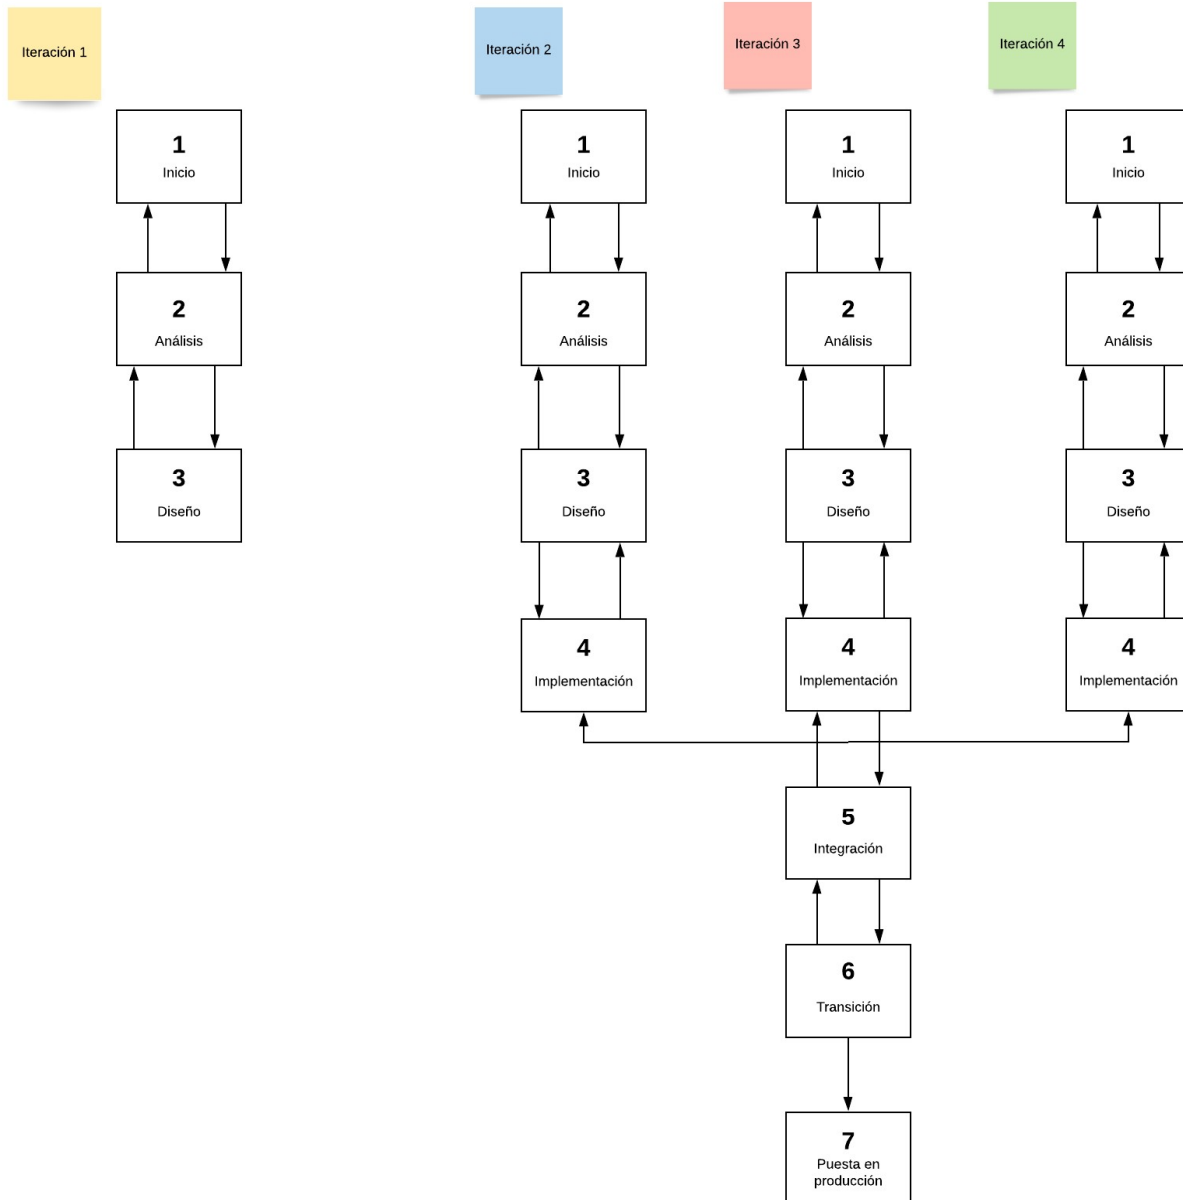 Iteración 1
Iteración 2
Iteración 3
Iteración 4
1
Inicio
1
Inicio
1
Inicio
1
Inicio
2
Análisis
2
Análisis
2
Análisis
2
Análisis
3
Diseño
3
Diseño
3
Diseño
3
Diseño
4
Implementación
4
Implementación
4
Implementación
5
Integración
6
Transición
7
Puesta en
producción